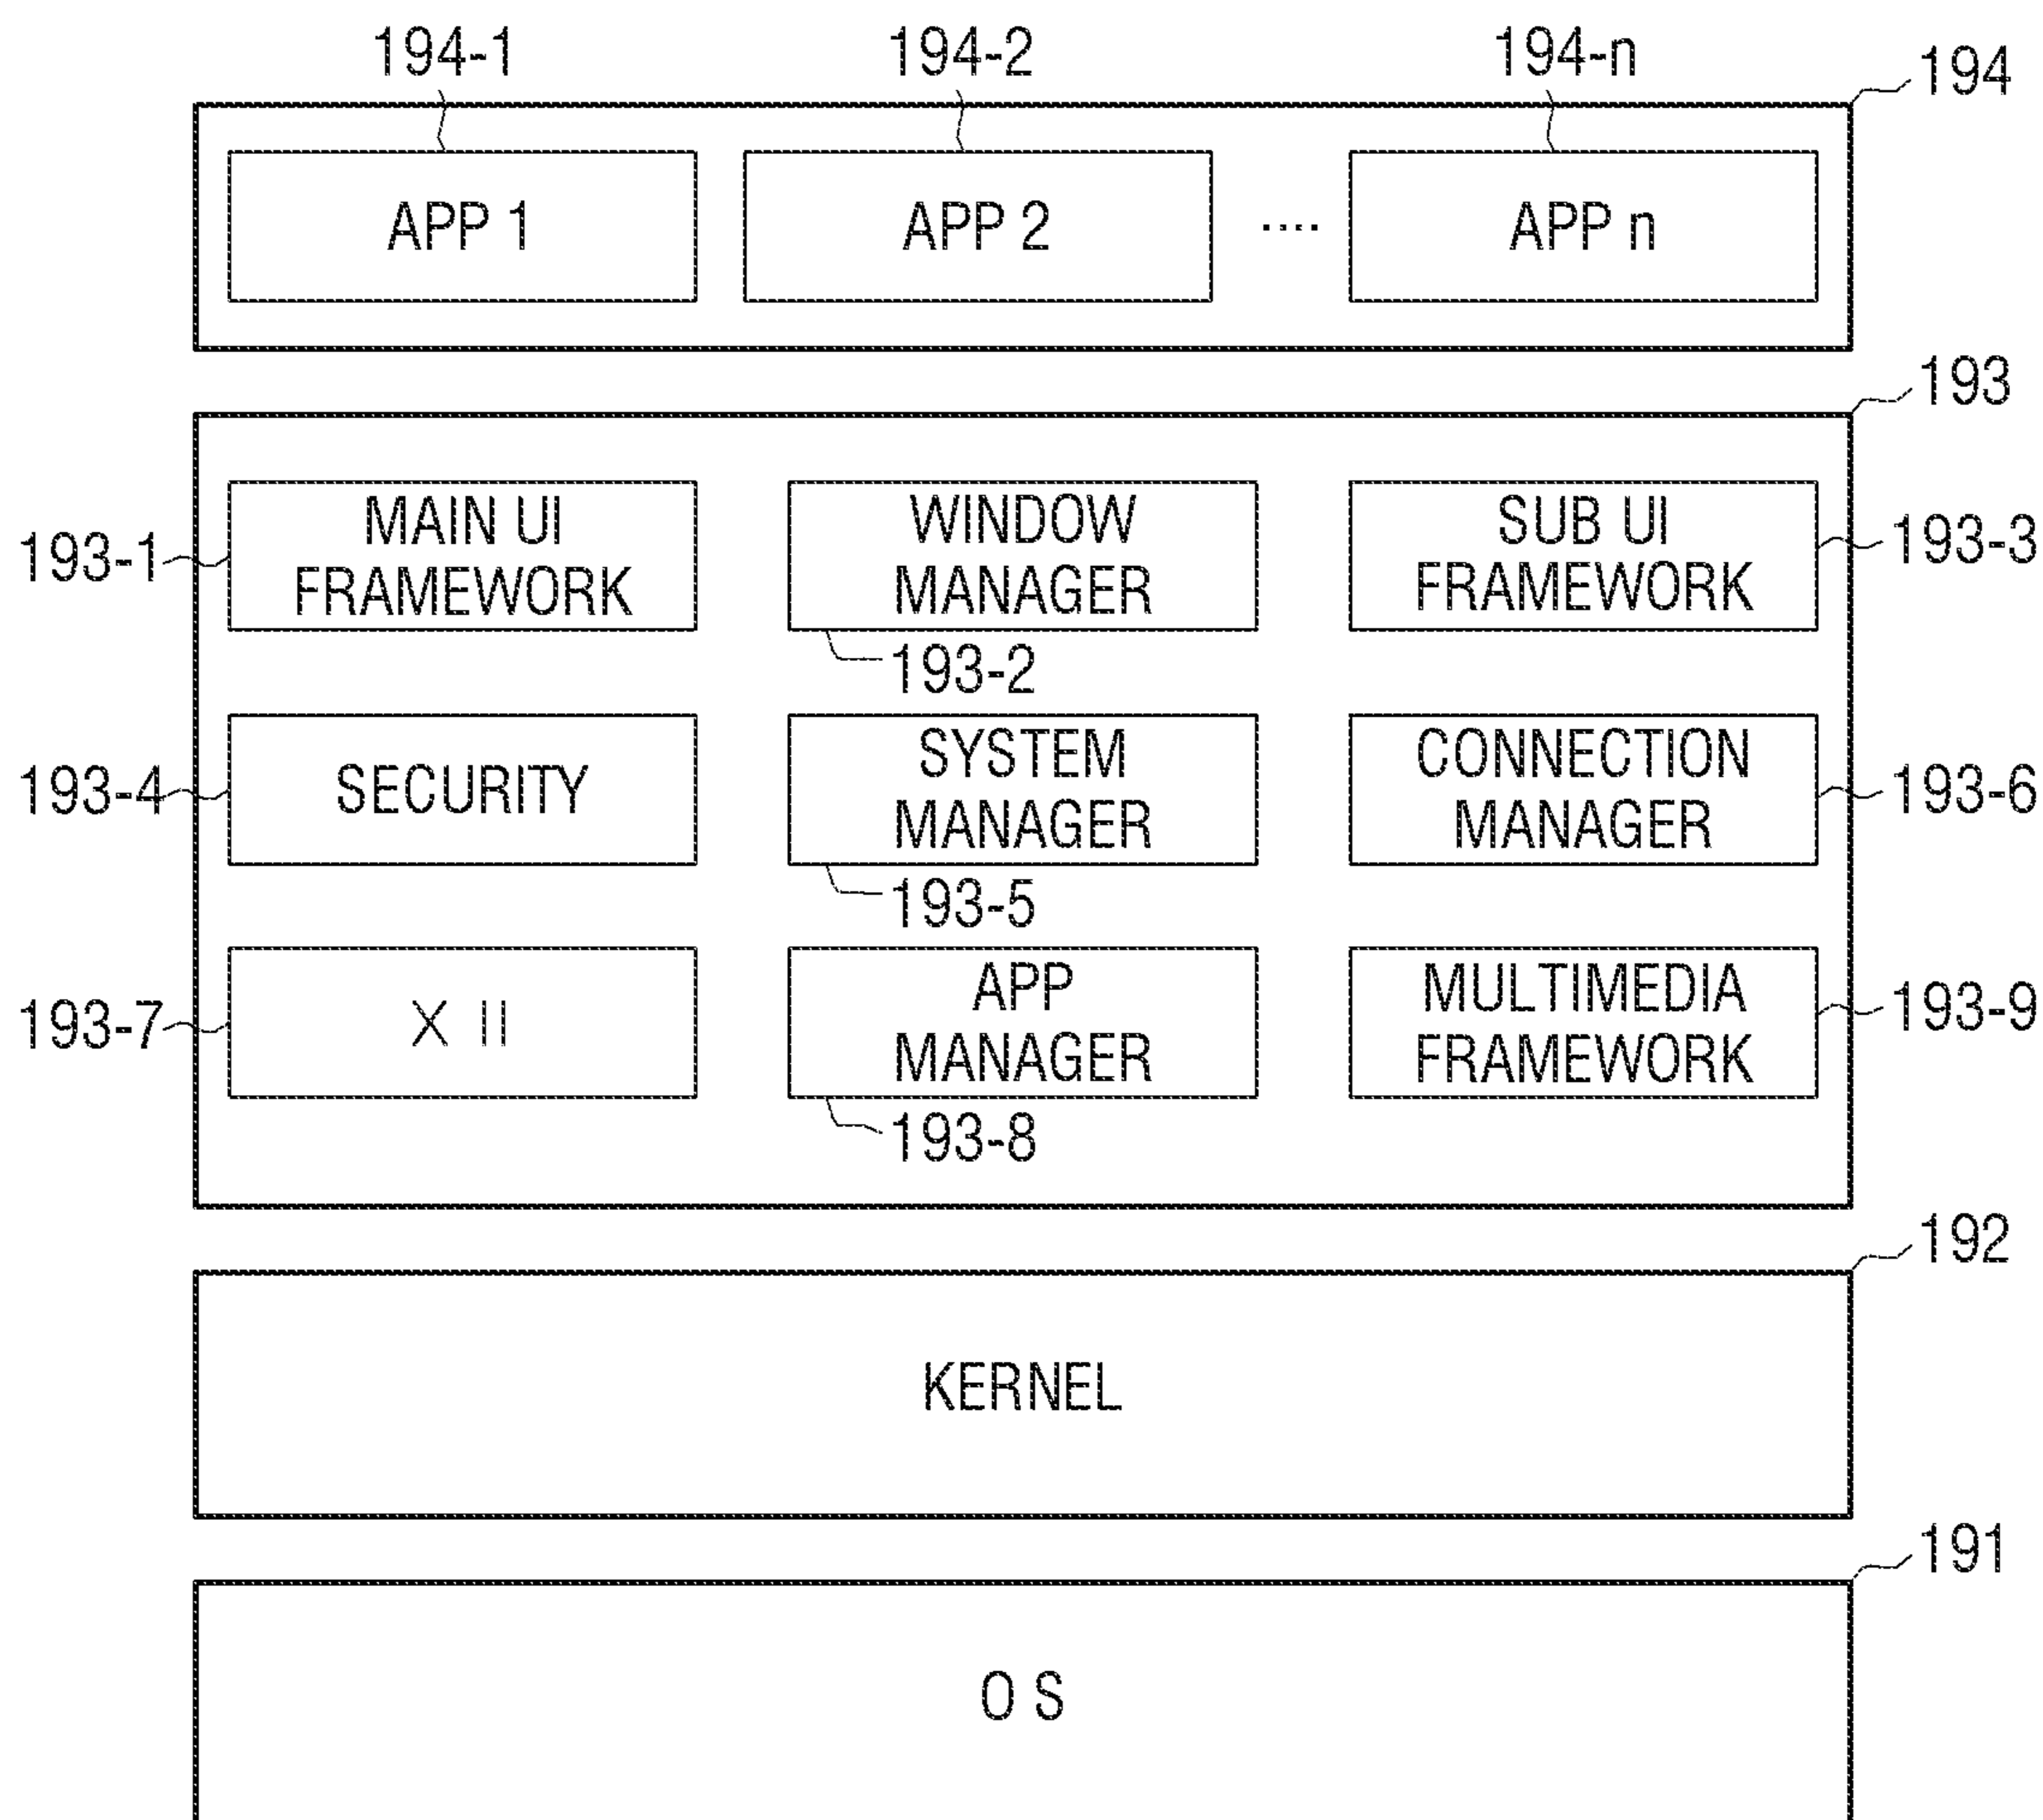 194-1 194-2 194-n 194
APP 1 APP 2 .... APP n
193
MAIN UI WINDOW SUB UI
FRAMEWORK MANAGER FRAMEWORK
193-1 193-3
193-2
SYSTEM CONNECTION
193-4 SECURITY 193-6
MANAGER MANAGER
193-5
APP MULTIMEDIA
193-7 X II 193-9
MANAGER FRAMEWORK
193-8
192
KERNEL
191
O S